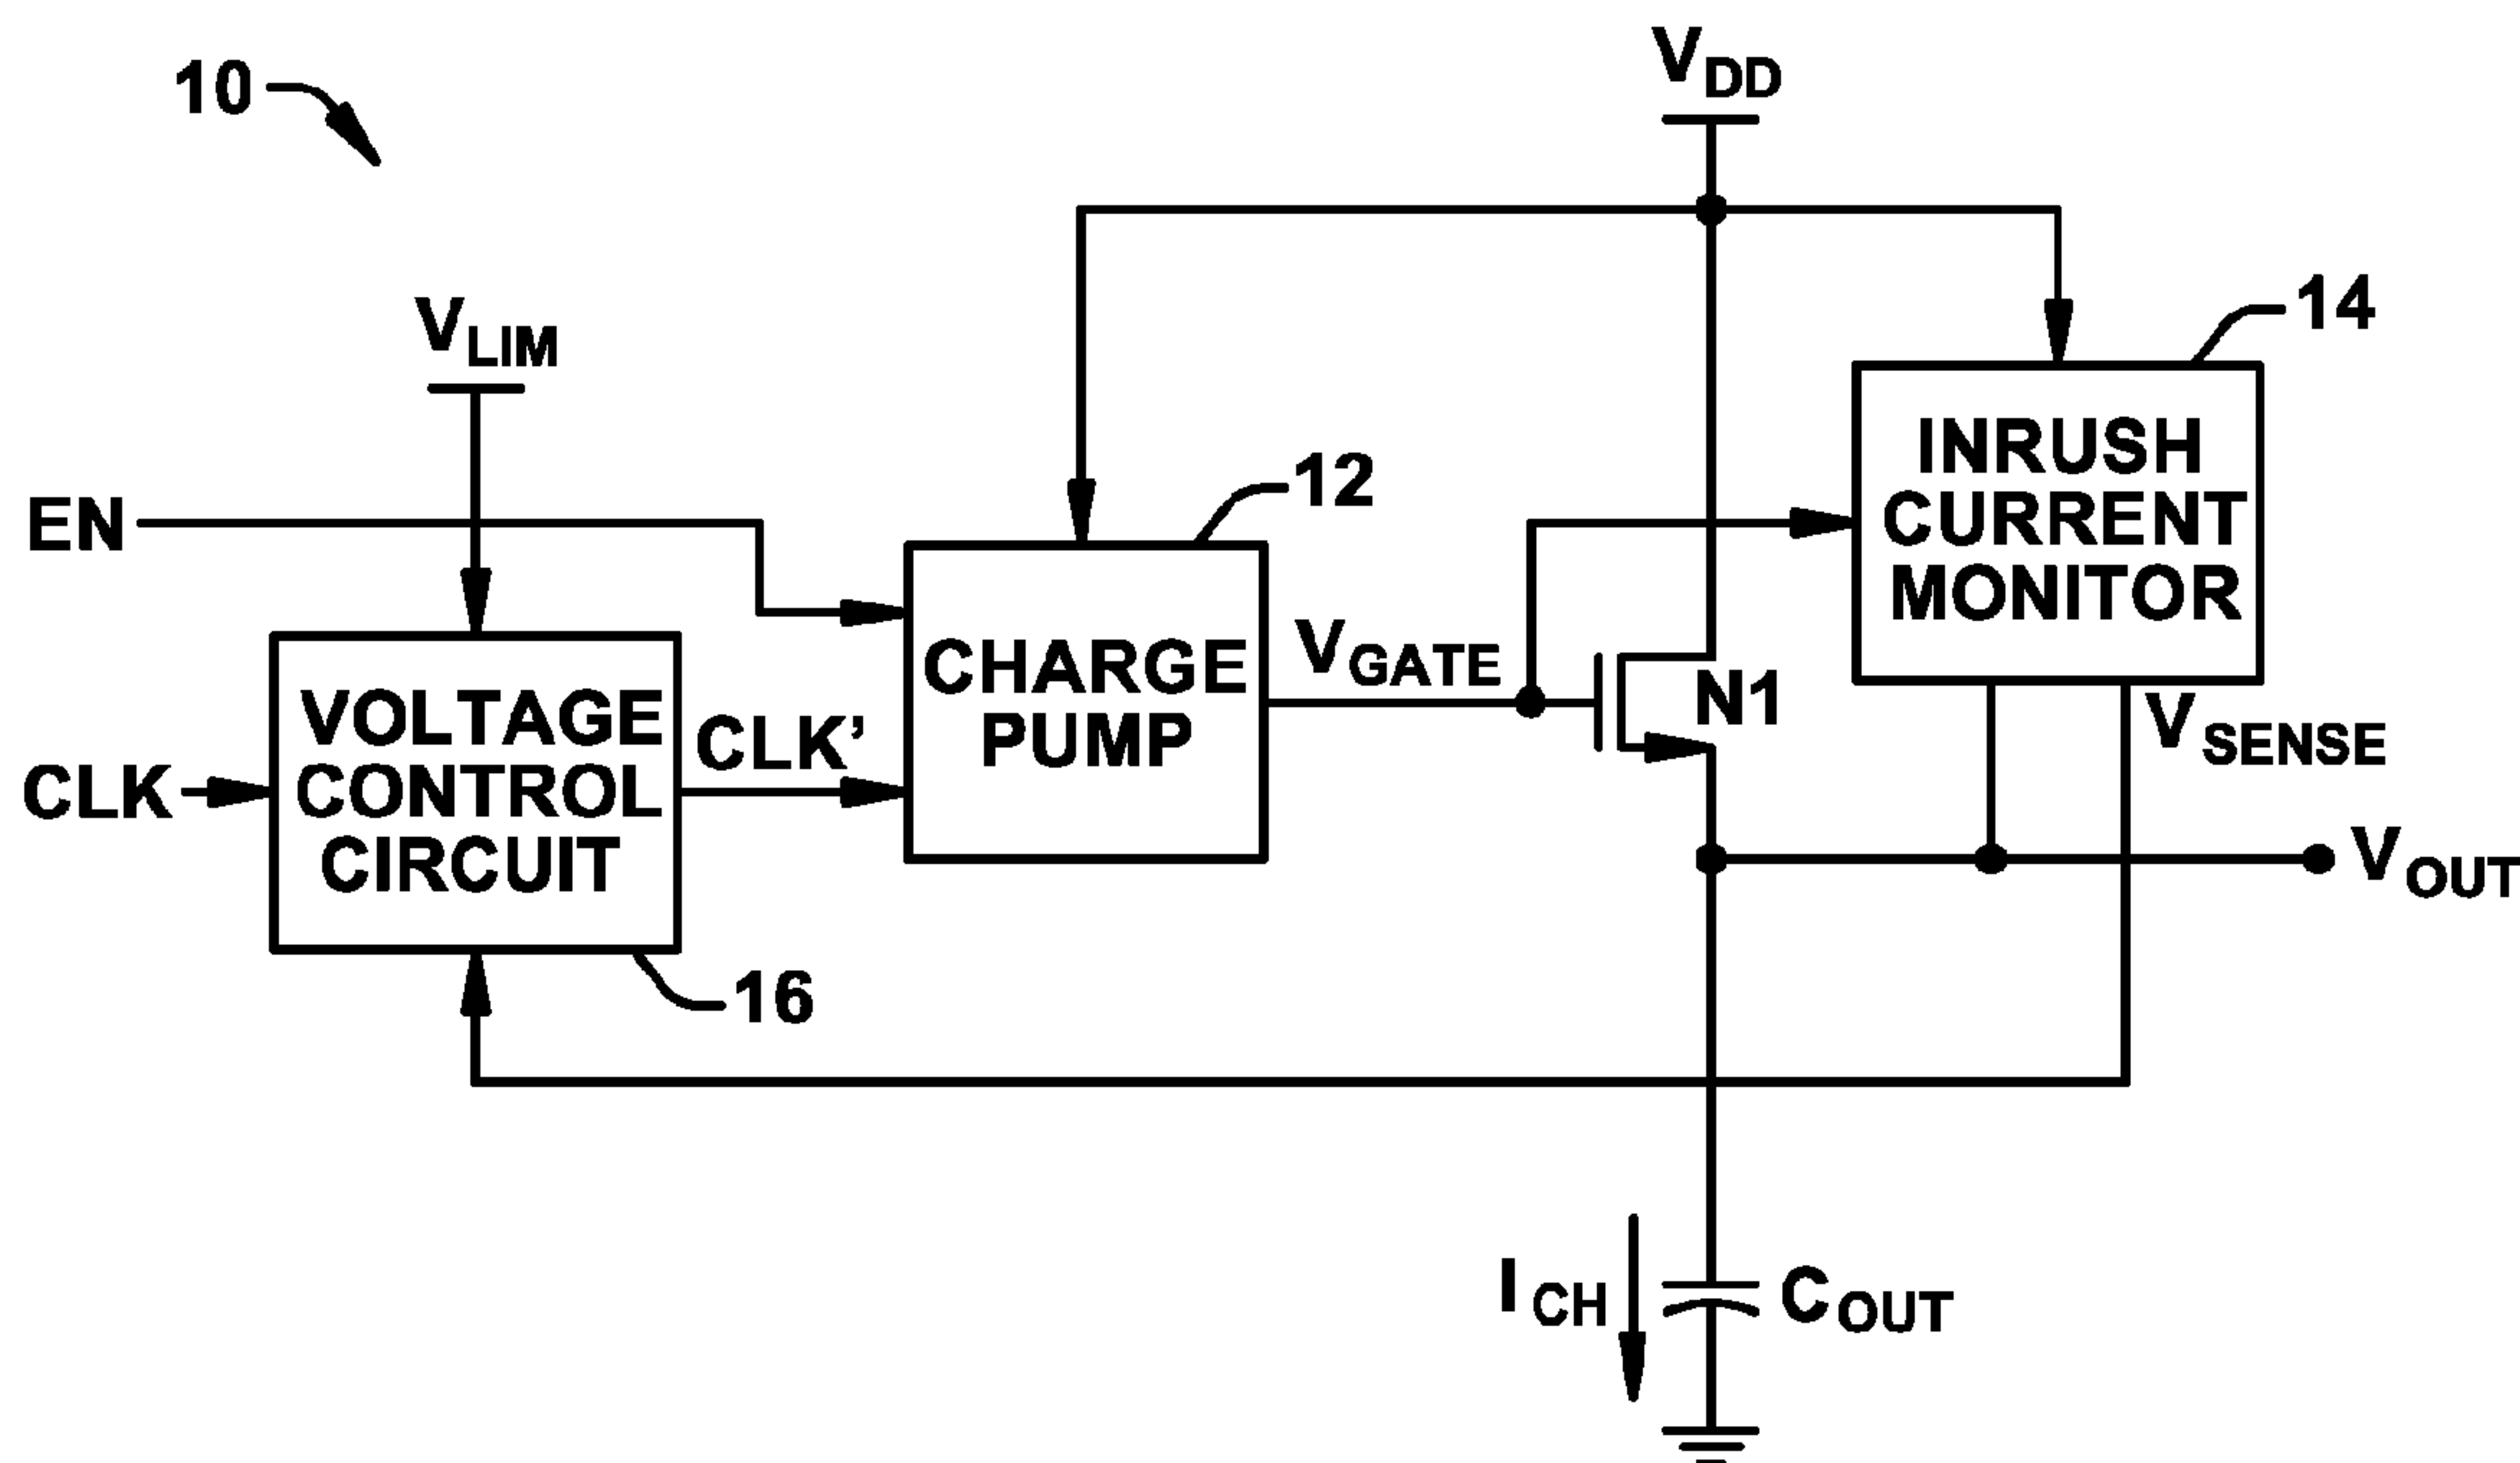 10
VDD
14
VLIM
INRUSH
CURRENT
MONITOR
12
EN
CHARGE
PUMP
VGATE
N1
VSENSE
VOLTAGE
CONTROL
CIRCUIT
CLK'
CLK
VOUT
16
ICH
COUT